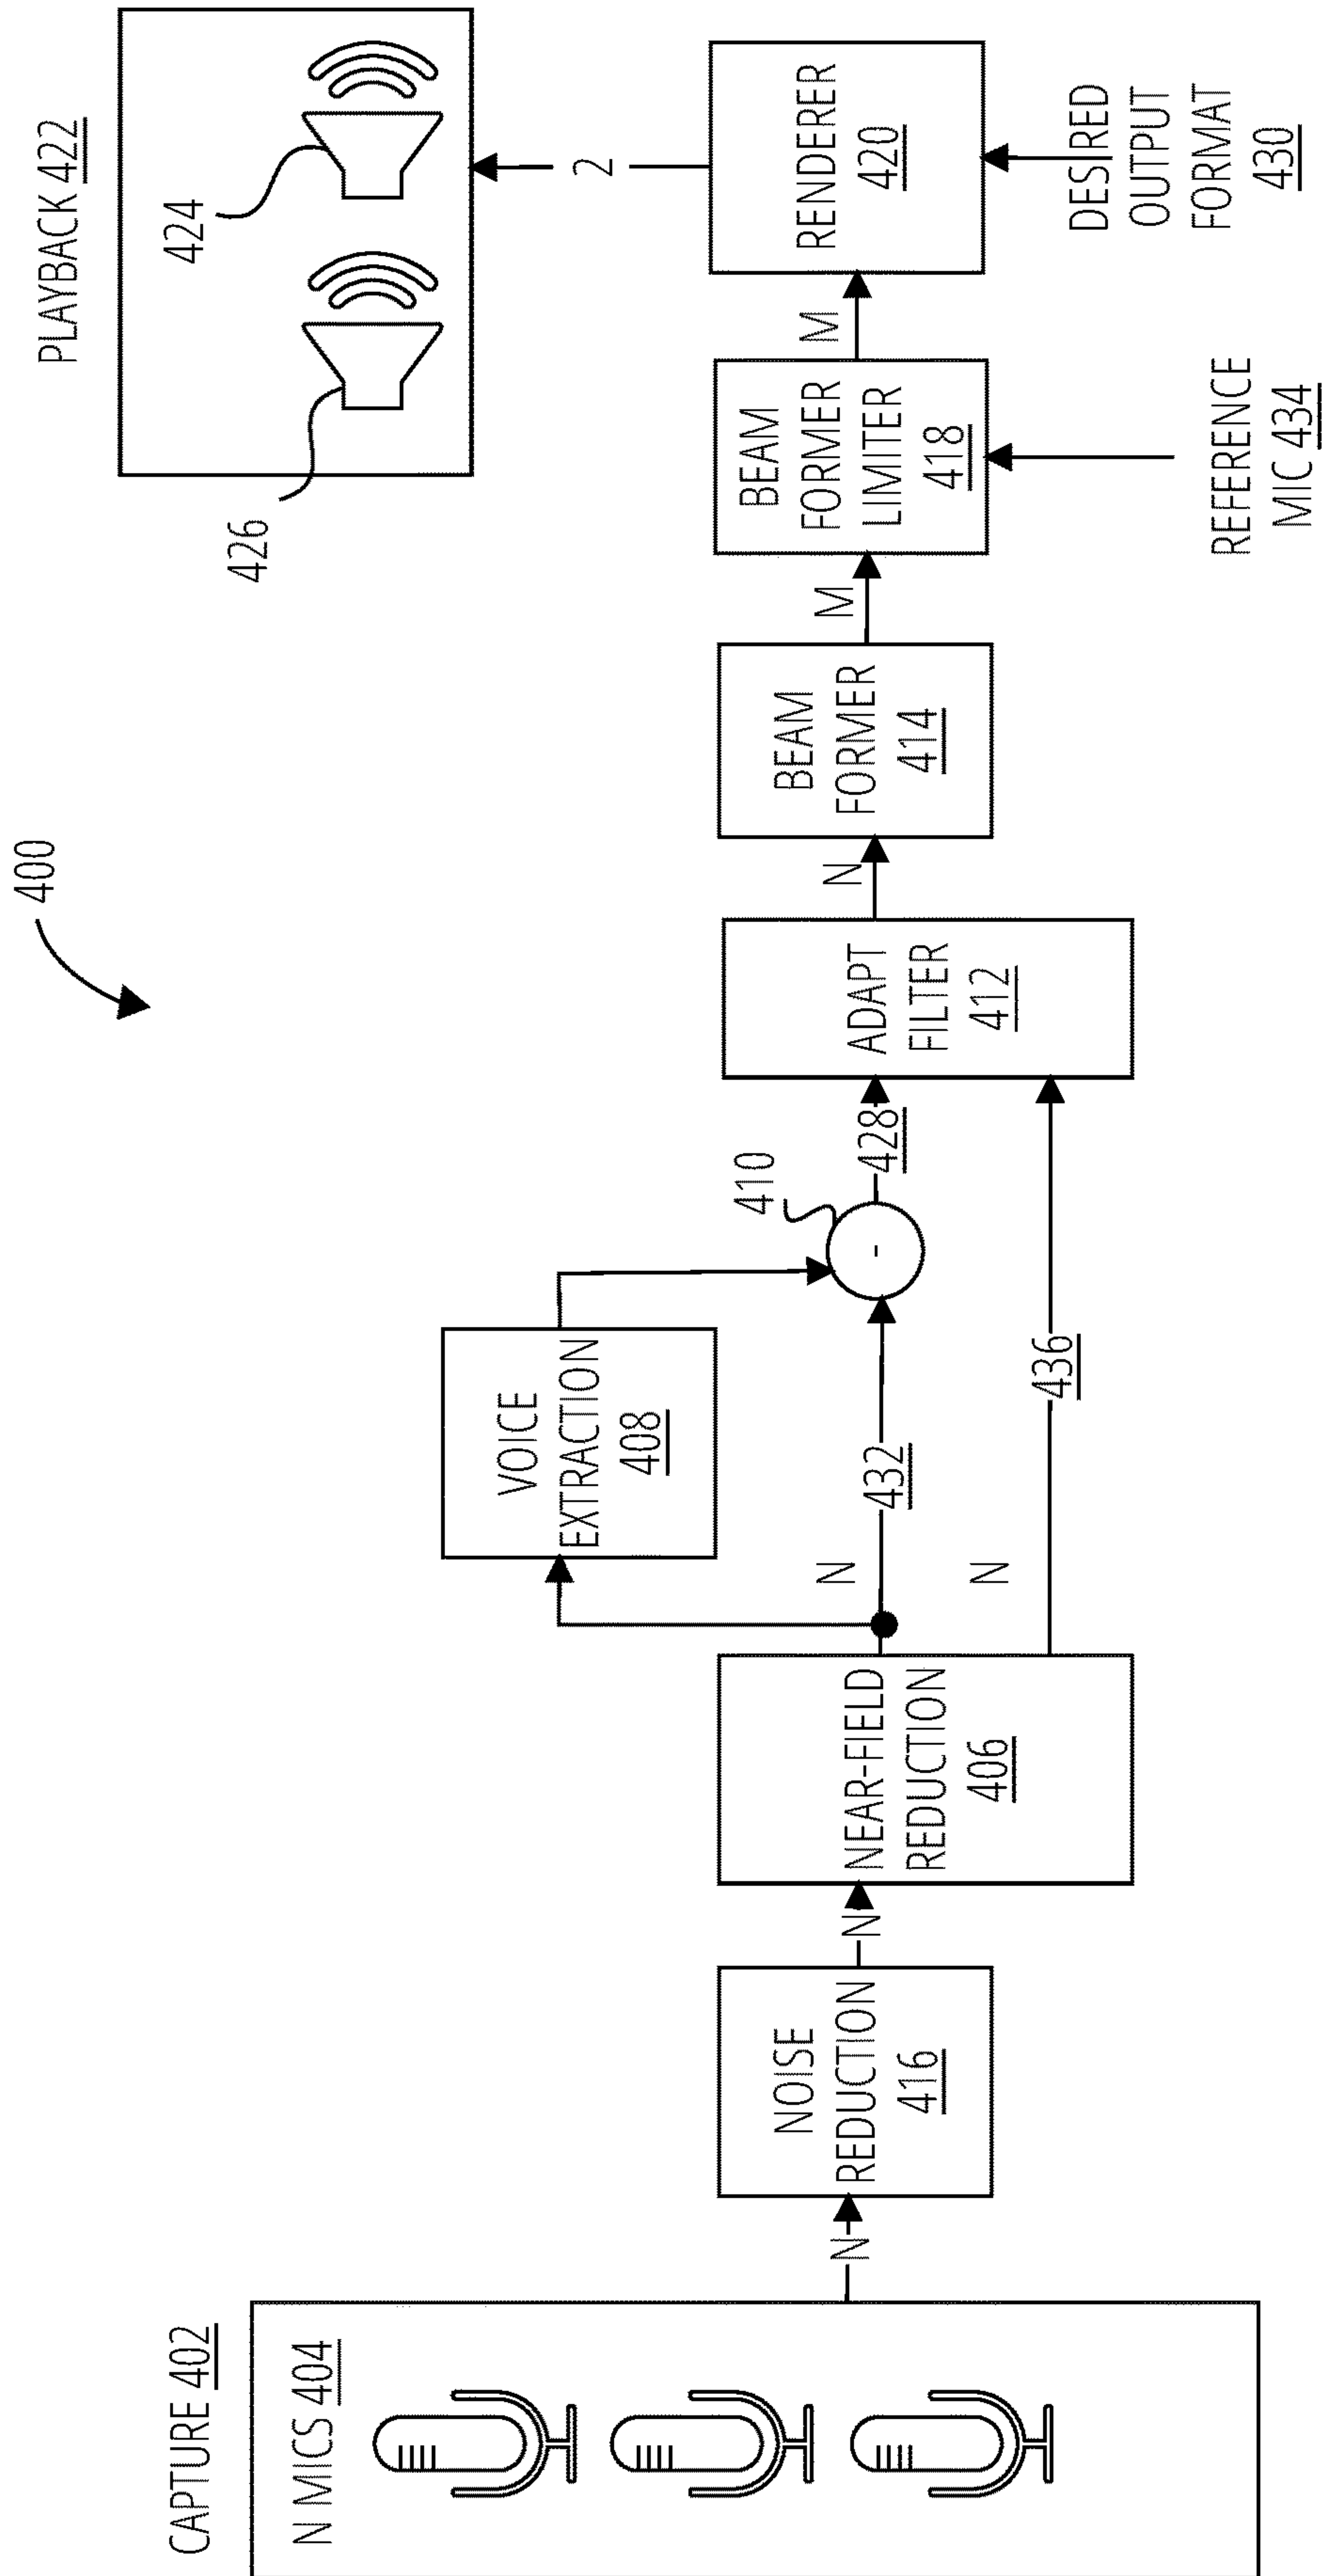 400
CAPTURE 402
N MICS 404
N
NOISE
REDUCTION
416
N
NEAR-FIELD
REDUCTION
406
N
N
432
436
VOICE
EXTRACTION
408
410
-
428
ADAPT
FILTER
412
N
BEAM
FORMER
414
M
BEAM
FORMER
LIMITER
418
REFERENCE
MIC 434
M
RENDERER
420
DESIRED
OUTPUT
FORMAT
430
2
PLAYBACK 422
424
426